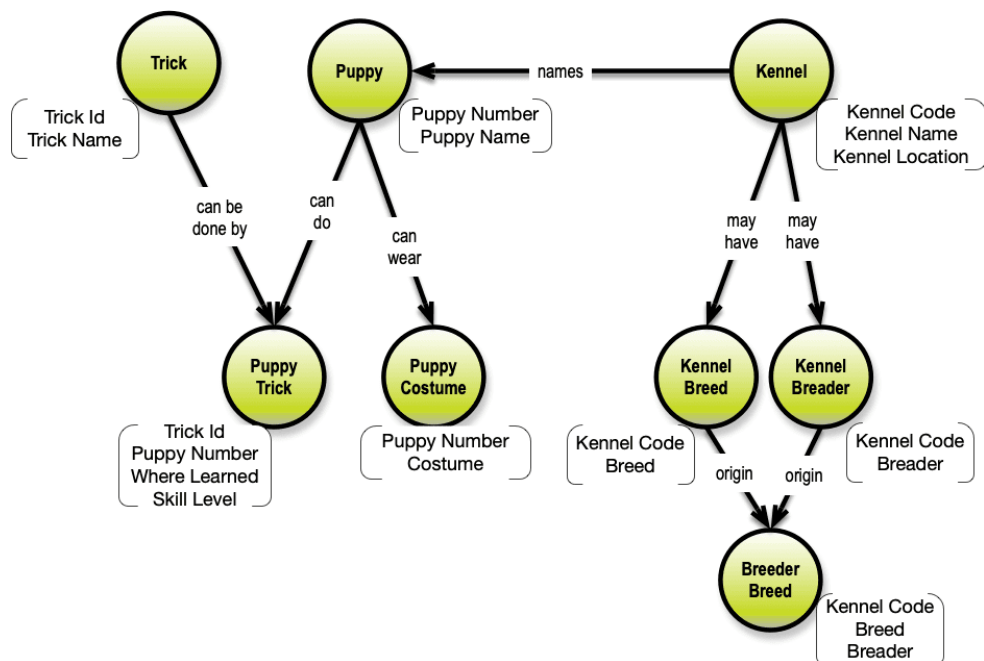 Trick
Puppy
names
Kennel
Trick Id
Trick Name
Puppy Number
Puppy Name
Kennel Code
Kennel Name
Kennel Location
can be
done by
can
do
can
wear
may
have
may
have
Puppy
Trick
Puppy
Costume
Kennel
Breed
Kennel
Breader
Trick Id
Puppy Number
Where Learned
Skill Level
Puppy Number
Costume
Kennel Code
Breed
Kennel Code
Breader
origin
origin
Breeder
Breed
Kennel Code
Breed
Breader